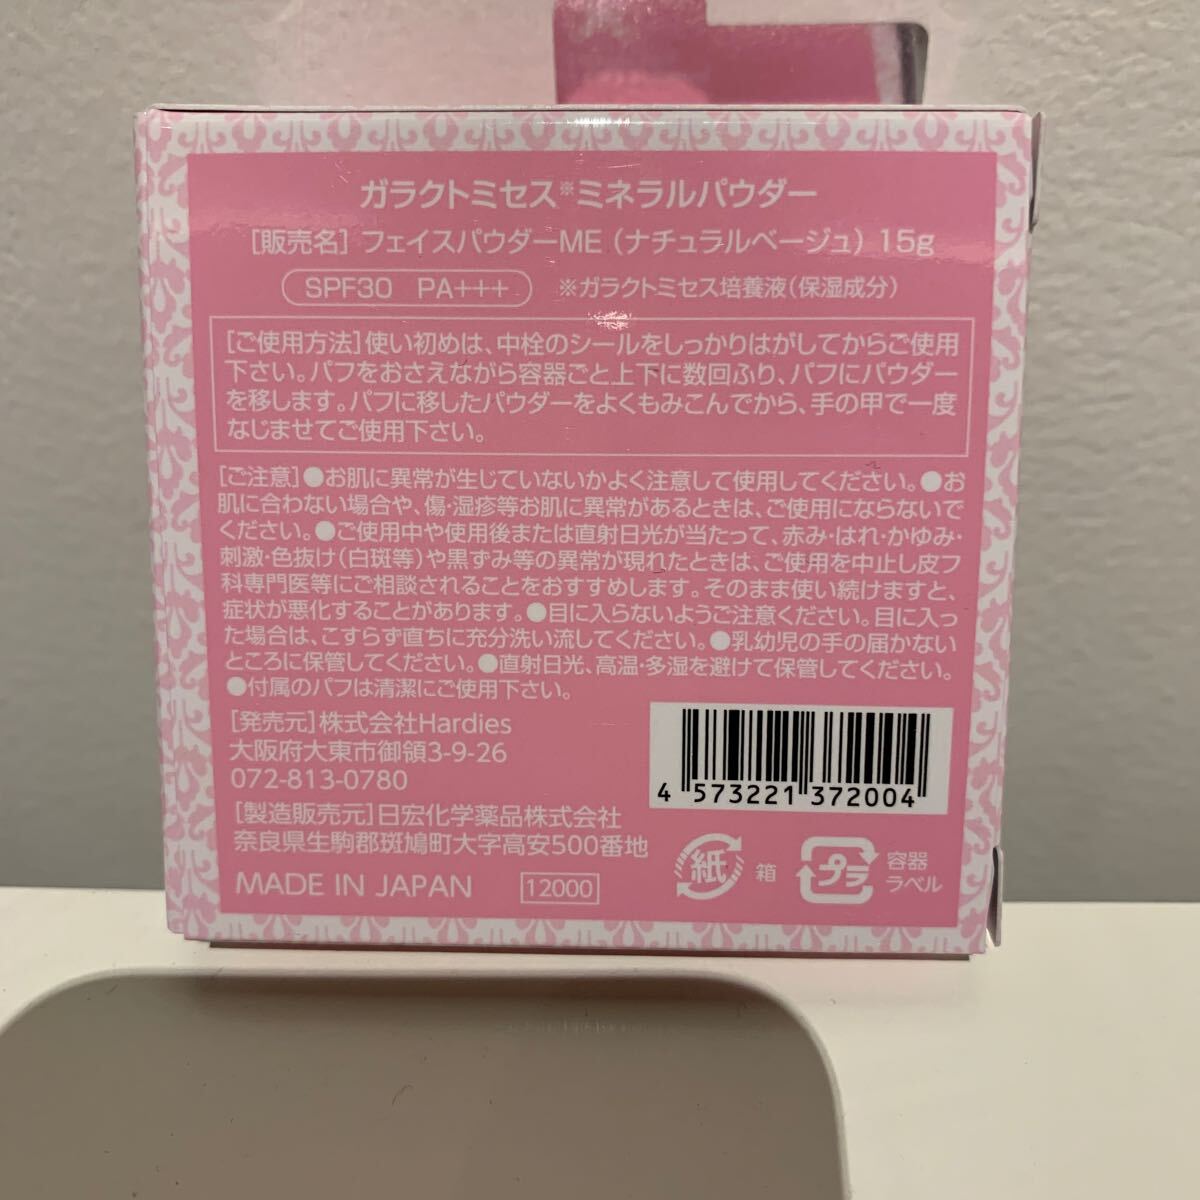 ガラクトミセス※ミネラルパウダー
[販売名] フェイスパウダーME (ナチュラルベージュ) 15g
SPF30 PA+++ ※ガラクトミセス培養液(保湿成分)
[ご使用方法]使い初めは、中栓のシールをしっかりはがしてからご使用
下さい。パフをおさえながら容器ごと上下に数回ふり、パフにパウダー
を移します。パフに移したパウダーをよくもみこんでから、手の甲で一度
なじませてご使用下さい。
[ご注意]●お肌に異常が生じていないかよく注意して使用してください。●お
肌に合わない場合や、傷・湿疹等お肌に異常があるときは、ご使用にならないで
ください。●ご使用中や使用後または直射日光が当たって、赤み・はれ・かゆみ・
刺激・色抜け(白斑等)や黒ずみ等の異常が現れたときは、ご使用を中止し皮フ
科専門医等にご相談されることをおすすめします。そのまま使い続けますと、
症状が悪化することがあります。●目に入らないようご注意ください。目に入っ
た場合は、こすらず直ちに充分洗い流してください。●乳幼児の手の届かない
ところに保管してください。●直射日光、高温・多湿を避けて保管してください。
●付属のパフは清潔にご使用下さい。
[発売元]株式会社Hardies
大阪府大東市御領3-9-26
072-813-0780
[製造販売元]日宏化学薬品株式会社
奈良県生駒郡斑鳩町大字高安500番地
MADE IN JAPAN 12000
4 573221 372004
紙 箱 プラ 容器
ラベル